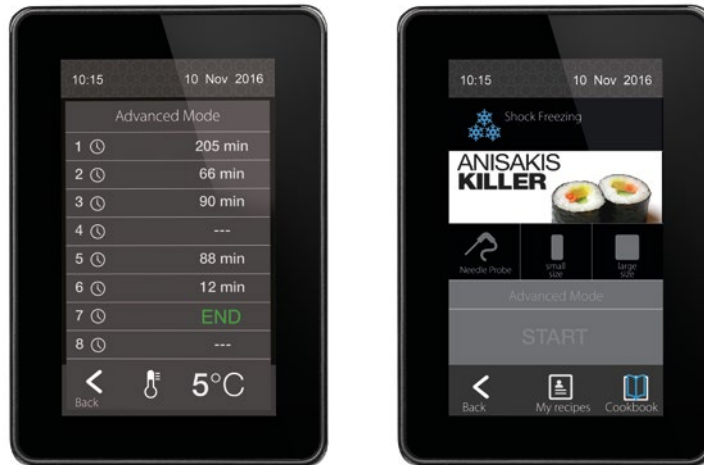 10:15 10 Nov 2016
Advanced Mode
1 205 min
2 66 min
3 90 min
4 ---
5 88 min
6 12 min
7 END
8 ---
5°C
Back
10:15 10 Nov 2016
Shock Freezing
ANISAKIS
KILLER
Needle Probe
small
size
large
size
Advanced Mode
START
Back My recipes Cookbook